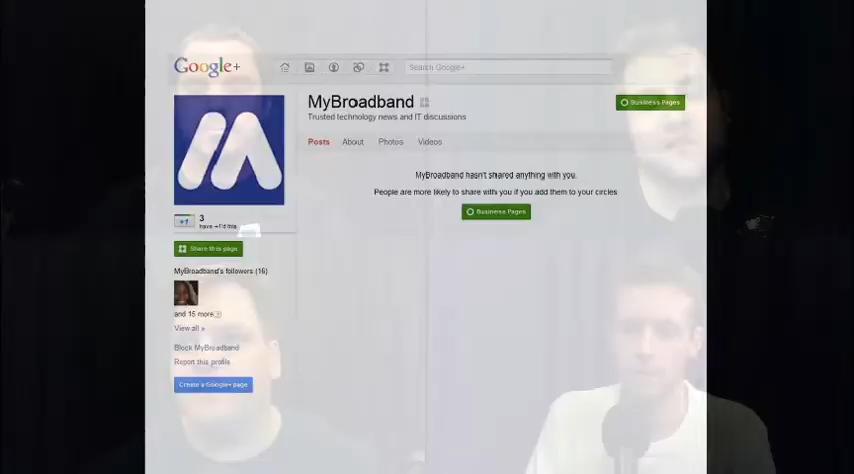 Google+
Search Google+
MyBroadband
Business Pages
Trusted technology news and IT discussions
Posts About Photos Videos
MyBroadband hasn't shared anything with you.
People are more likely to share with you if you add them to your circles
Business Pages
+1
3
have +1'd this
Share this page
MyBroadband's followers (16)
and 15 more
View all »
Block MyBroadband
Report this profile
Create a Google+ page